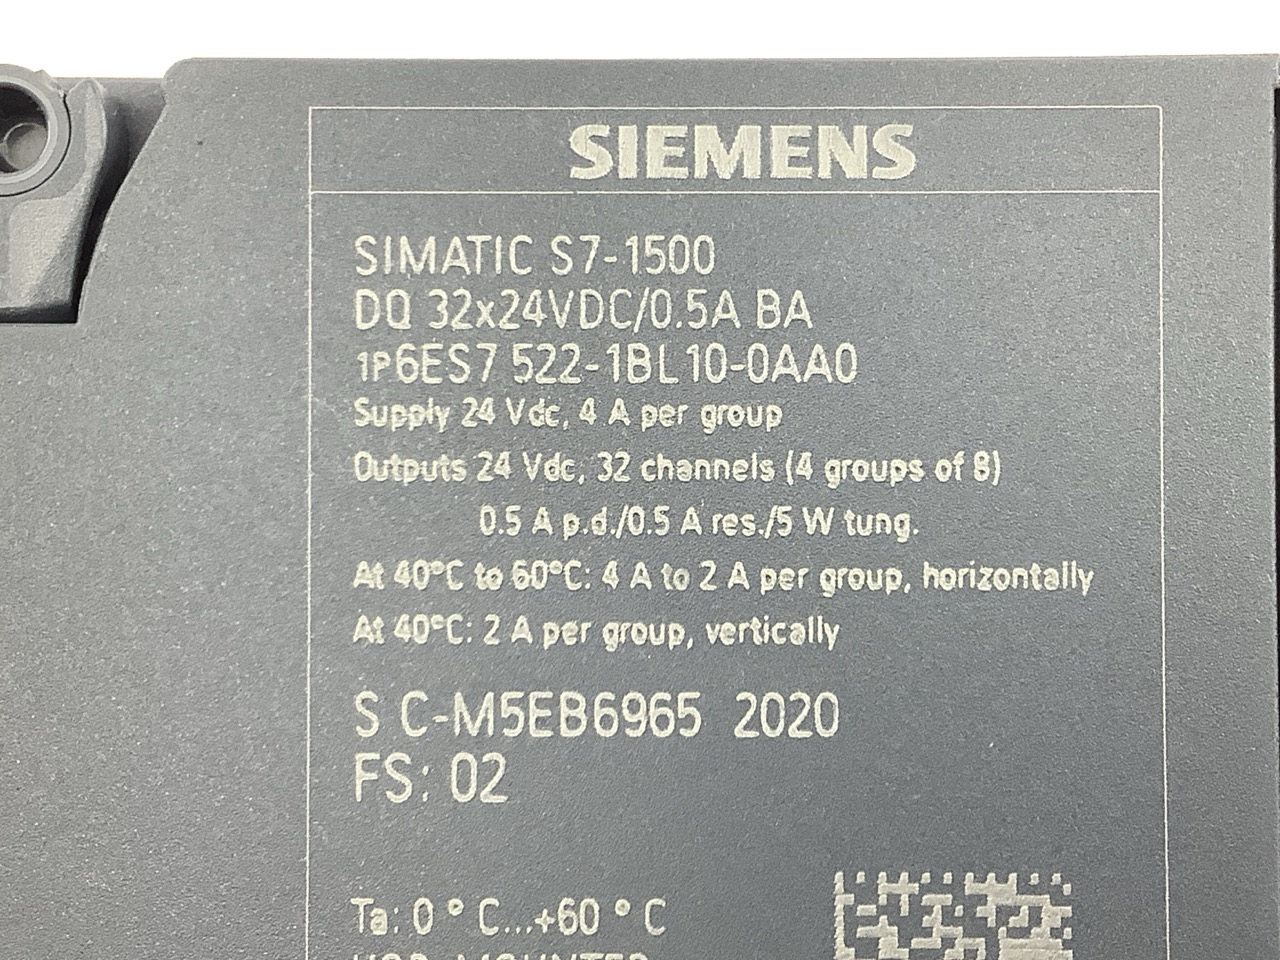 SIEMENS
SIMATIC S7-1500
DQ 32x24VDC/0.5A BA
1P6ES7 522-1BL10-0AA0
Supply 24 Vdc, 4 A per group
Outputs 24 Vdc, 32 channels (4 groups of 8)
0.5 A p.d./0.5 A res./5 W tung.
At 40°C to 60°C: 4 A to 2 A per group, horizontally
At 40°C: 2 A per group, vertically
S C-M5EB6965 2020
FS: 02
Ta: 0 ° C...+60 ° C